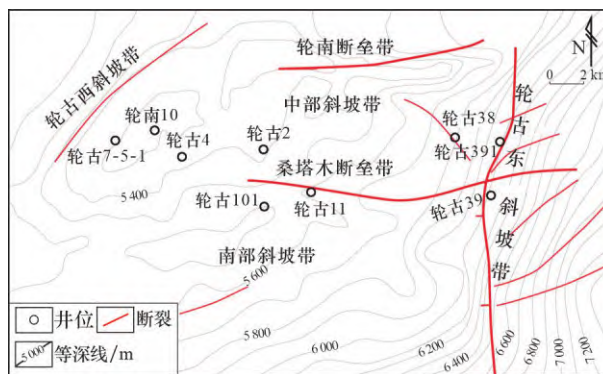 轮南断垒带
N
0 2 km
轮古西斜坡带
中部斜坡带
轮南10
轮古4
轮古7-5-1
轮古2
轮古38
轮古391
轮古东斜坡带
5 400
桑塔木断垒带
轮古101
轮古11
轮古39
南部斜坡带
5 600
5 800
6 000
6 200
6 400
6 600
6 800
7 000
7 200
井位
断裂
5 000
等深线/m